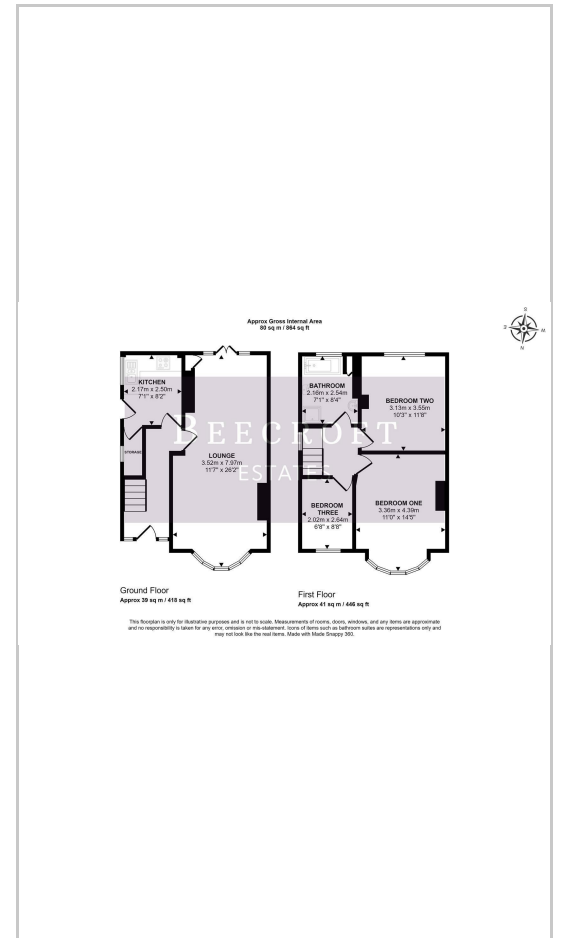 Approx Gross Internal Area
80 sq m / 864 sq ft
S
M
N
KITCHEN
2.17m x 2.50m
7'1" x 8'2"
STORAGE
LOUNGE
3.52m x 7.97m
11'7" x 26'2"
BATHROOM
2.16m x 2.54m
7'1" x 8'4"
BEDROOM TWO
3.13m x 3.55m
10'3" x 11'8"
BEECROFT
ESTATES
BEDROOM
THREE
2.02m x 2.64m
6'8" x 8'8"
BEDROOM ONE
3.36m x 4.39m
11'0" x 14'5"
Ground Floor
Approx 39 sq m / 418 sq ft
First Floor
Approx 41 sq m / 446 sq ft
This floorplan is only for illustrative purposes and is not to scale. Measurements of rooms, doors, windows, and any items are approximate
and no responsibility is taken for any error, omission or mis-statement. Icons of items such as bathroom suites are representations only and
may not look like the real items. Made with Made Snappy 360.